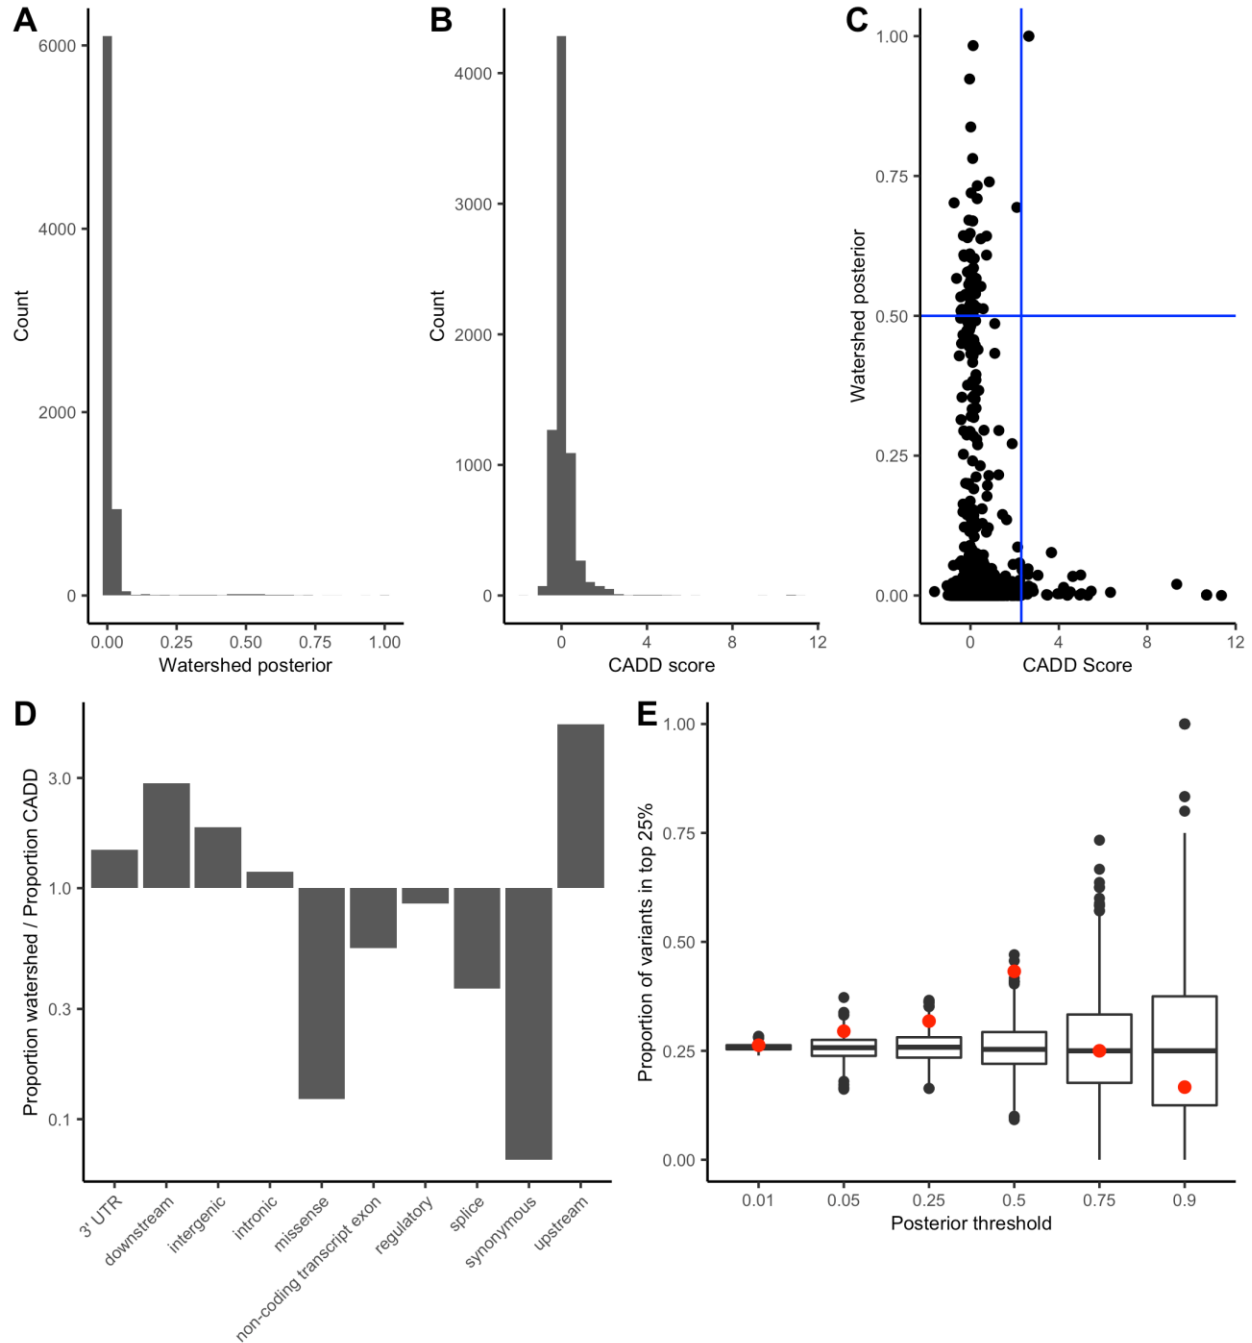 A
6000
4000
2000
0
Count
0.00 0.25 0.50 0.75 1.00
Watershed posterior
B
4000
3000
2000
1000
0
Count
0 4 8 12
CADD score
C
1.00
0.75
0.50
0.25
0.00
Watershed posterior
0 4 8 12
CADD Score
D
3.0
1.0
0.3
0.1
Proportion watershed / Proportion CADD
3' UTR
downstream
intergenic
intronic
missense
non-coding transcript exon
regulatory
splice
synonymous
upstream
E
1.00
0.75
0.50
0.25
0.00
Proportion of variants in top 25%
0.01 0.05 0.25 0.5 0.75 0.9
Posterior threshold